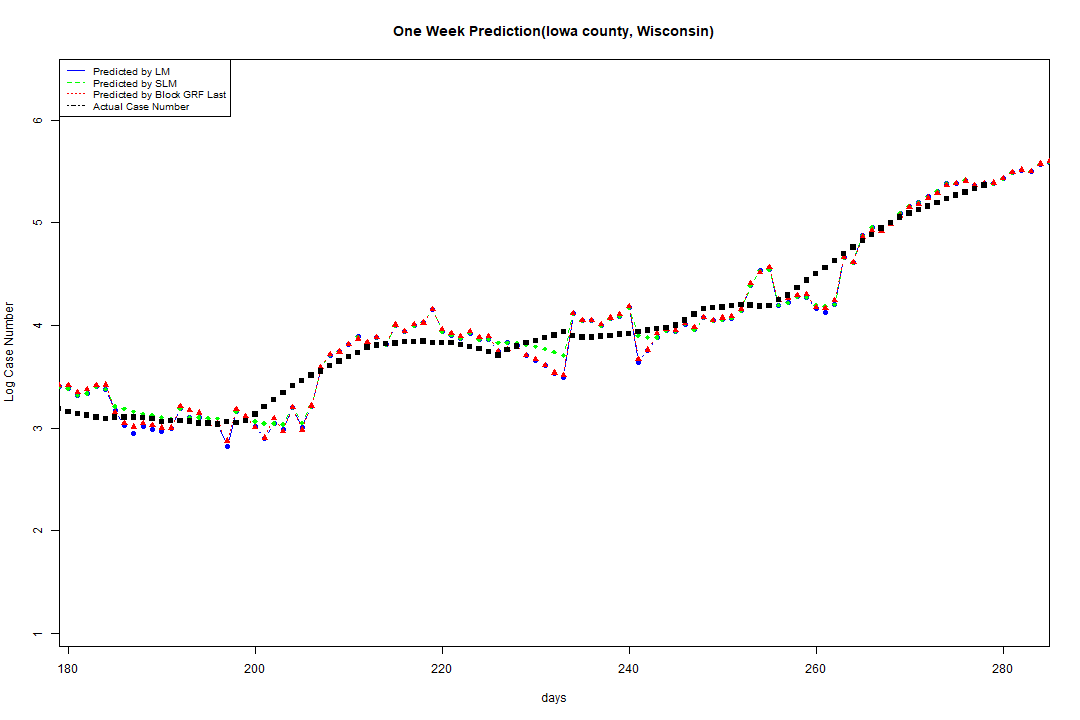 One Week Prediction(Iowa county, Wisconsin)
Predicted by LM
Predicted by SLM
Predicted by Block GRF Last
Actual Case Number
6
5
4
3
2
1
Log Case Number
180 200 220 240 260 280
days